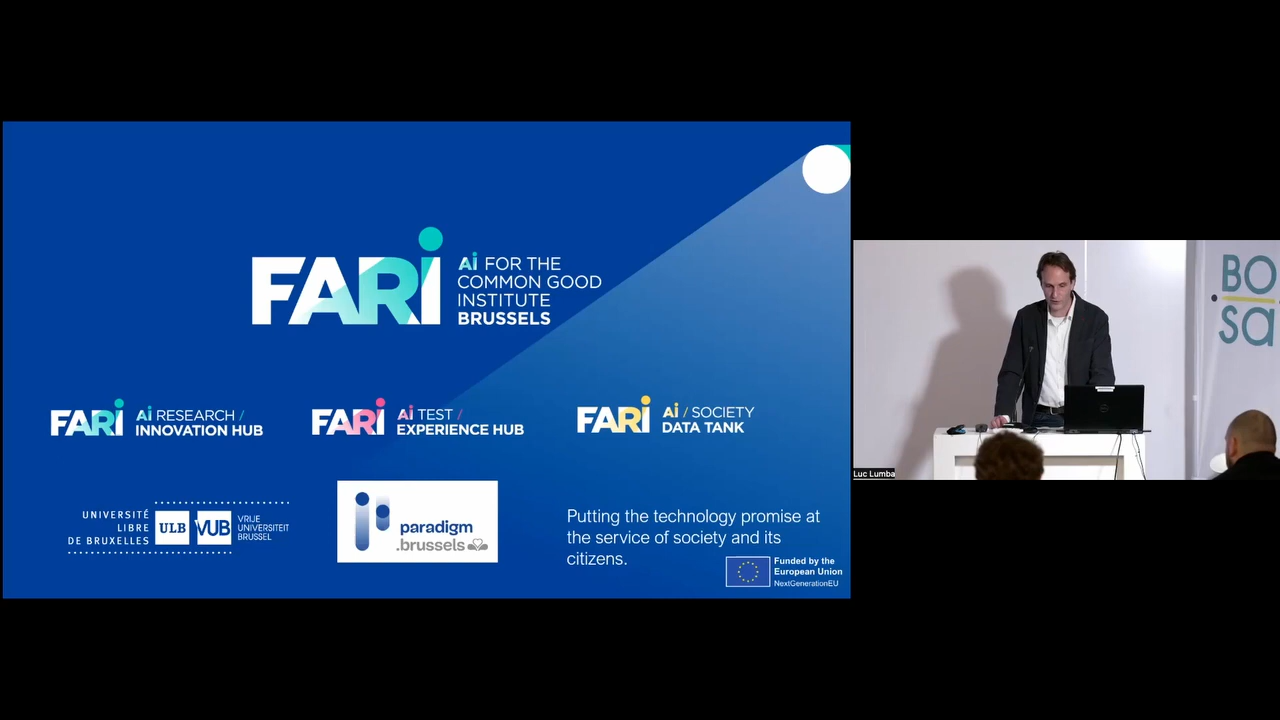 FARi
Ai FOR THE
COMMON GOOD
INSTITUTE
BRUSSELS
FARi
Ai RESEARCH /
INNOVATION HUB
FARi
Ai TEST /
EXPERIENCE HUB
FARi
Ai / SOCIETY
DATA TANK
UNIVERSITÉ
LIBRE
DE BRUXELLES
ULB
VUB
VRIJE
UNIVERSITEIT
BRUSSEL
paradigm
.brussels
Putting the technology promise at
the service of society and its
citizens.
Funded by the
European Union
NextGenerationEU
BO
sa
Luc Lumba